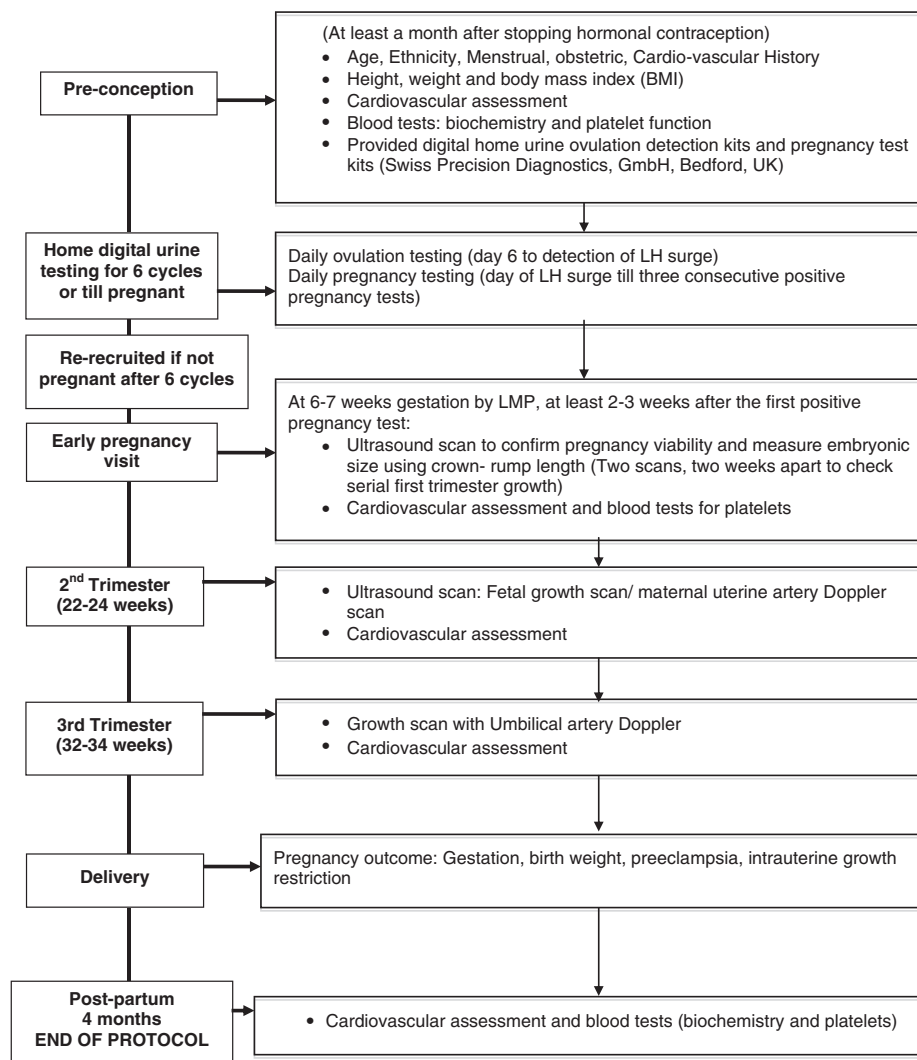 Pre-conception
(At least a month after stopping hormonal contraception)
• Age, Ethnicity, Menstrual, obstetric, Cardio-vascular History
• Height, weight and body mass index (BMI)
• Cardiovascular assessment
• Blood tests: biochemistry and platelet function
• Provided digital home urine ovulation detection kits and pregnancy test
kits (Swiss Precision Diagnostics, GmbH, Bedford, UK)
Home digital urine
testing for 6 cycles
or till pregnant
Daily ovulation testing (day 6 to detection of LH surge)
Daily pregnancy testing (day of LH surge till three consecutive positive
pregnancy tests)
Re-recruited if not
pregnant after 6 cycles
Early pregnancy
visit
At 6-7 weeks gestation by LMP, at least 2-3 weeks after the first positive
pregnancy test:
• Ultrasound scan to confirm pregnancy viability and measure embryonic
size using crown- rump length (Two scans, two weeks apart to check
serial first trimester growth)
• Cardiovascular assessment and blood tests for platelets
2nd Trimester
(22-24 weeks)
• Ultrasound scan: Fetal growth scan/ maternal uterine artery Doppler
scan
• Cardiovascular assessment
3rd Trimester
(32-34 weeks)
• Growth scan with Umbilical artery Doppler
• Cardiovascular assessment
Delivery
Pregnancy outcome: Gestation, birth weight, preeclampsia, intrauterine growth
restriction
Post-partum
4 months
END OF PROTOCOL
• Cardiovascular assessment and blood tests (biochemistry and platelets)